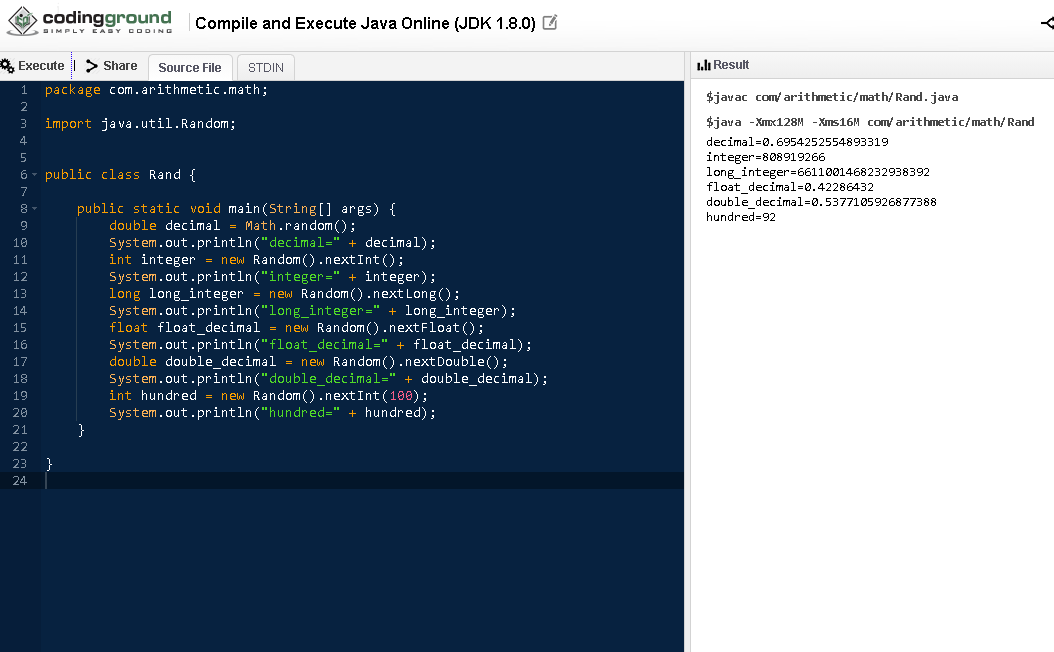 codingground
SIMPLY EASY CODING
Compile and Execute Java Online (JDK 1.8.0)
Execute | Share Source File STDIN
Result
1 package com.arithmetic.math;
2
3 import java.util.Random;
4
5
6 public class Rand {
7
8 public static void main(String[] args) {
9 double decimal = Math.random();
10 System.out.println("decimal=" + decimal);
11 int integer = new Random().nextInt();
12 System.out.println("integer=" + integer);
13 long long_integer = new Random().nextLong();
14 System.out.println("long_integer=" + long_integer);
15 float float_decimal = new Random().nextFloat();
16 System.out.println("float_decimal=" + float_decimal);
17 double double_decimal = new Random().nextDouble();
18 System.out.println("double_decimal=" + double_decimal);
19 int hundred = new Random().nextInt(100);
20 System.out.println("hundred=" + hundred);
21 }
22
23 }
24
$javac com/arithmetic/math/Rand.java
$java -Xmx128M -Xms16M com/arithmetic/math/Rand
decimal=0.6954252554893319
integer=808919266
long_integer=6611001468232938392
float_decimal=0.42286432
double_decimal=0.5377105926877388
hundred=92